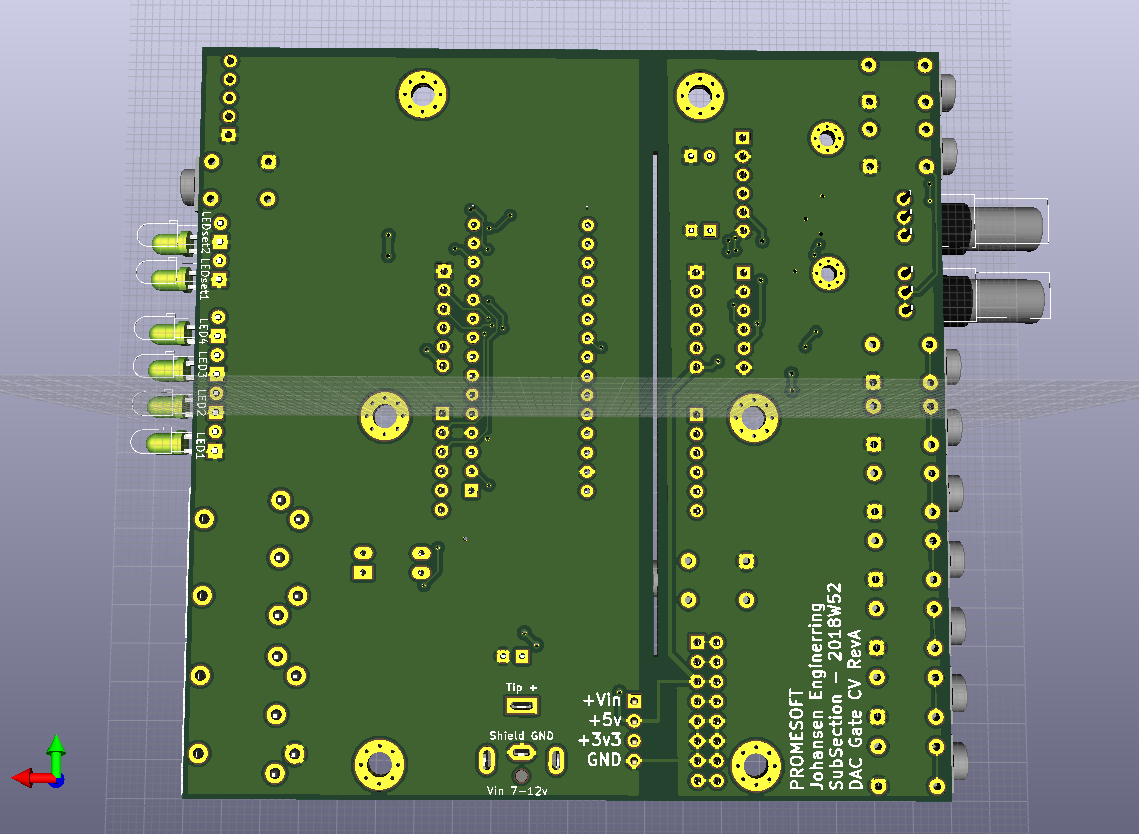 LEDset2
LEDset1
LED4
LED3
LED2
LED1
Tip +
Shield GND
Vin 7-12v
+Vin
+5v
+3v3
GND
PROMESOFT
Johansen Enginerring
SubSection - 2018W52
DAC Gate CV RevA